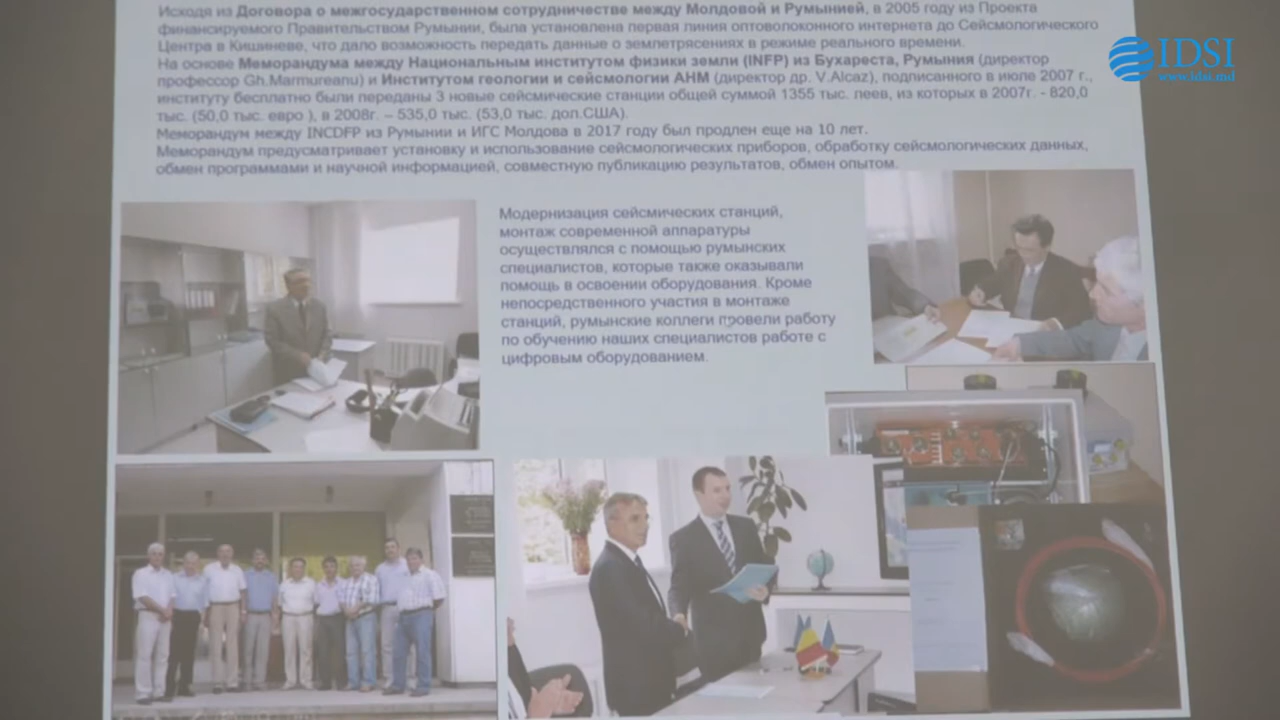 Исходя из Договора о межгосударственном сотрудничестве между Молдовой и Румынией, в 2005 году из Проекта
финансируемого Правительством Румынии, была установлена первая линия оптоволоконного интернета до Сейсмологического
Центра в Кишиневе, что дало возможность передать данные о землетрясениях в режиме реального времени.
На основе Меморандума между Национальным институтом физики земли (INFP) из Бухареста, Румыния (директор
профессор Gh.Marmureanu) и Институтом геологии и сейсмологии АНМ (директор др. V.Alcaz), подписанного в июле 2007 г.,
институту бесплатно были переданы 3 новые сейсмические станции общей суммой 1355 тыс. леев, из которых в 2007г. - 820,0
тыс. (50,0 тыс. евро ), в 2008г. – 535,0 тыс. (53,0 тыс. дол.США).
Меморандум между INCDFP из Румынии и ИГС Молдова в 2017 году был продлен еще на 10 лет.
Меморандум предусматривает установку и использование сейсмологических приборов, обработку сейсмологических данных,
обмен программами и научной информацией, совместную публикацию результатов, обмен опытом.
IDSI
www.idsi.md
Модернизация сейсмических станций,
монтаж современной аппаратуры
осуществлялся с помощью румынских
специалистов, которые также оказывали
помощь в освоении оборудования. Кроме
непосредственного участия в монтаже
станций, румынские коллеги провели работу
по обучению наших специалистов работе с
цифровым оборудованием.